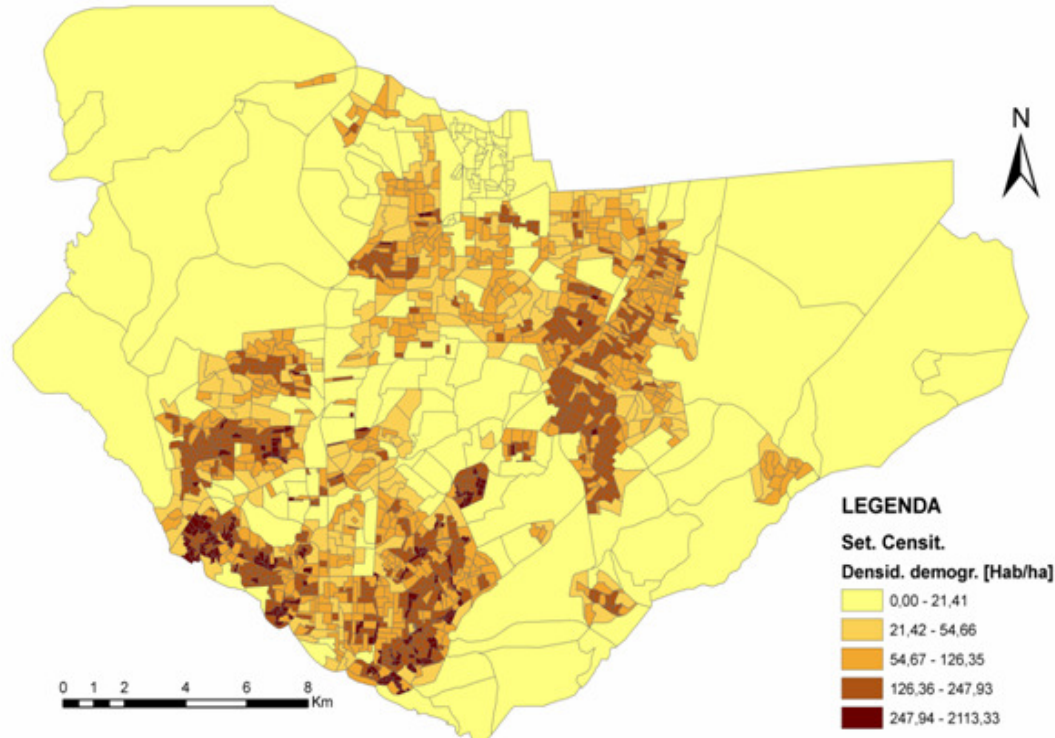 N
LEGENDA
Set. Censit.
Densid. demogr. [Hab/ha]
0,00 - 21,41
21,42 - 54,66
54,67 - 126,35
126,36 - 247,93
247,94 - 2113,33
0 1 2 4 6 8
Km